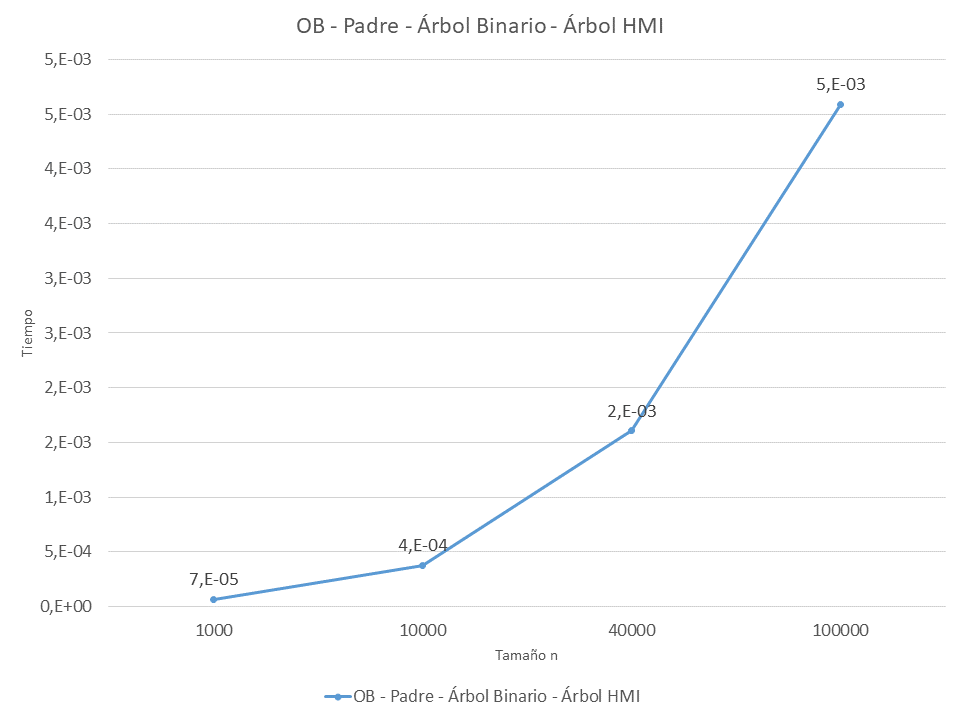 OB - Padre - Árbol Binario - Árbol HMI
5,E-03
5,E-03
4,E-03
4,E-03
3,E-03
3,E-03
2,E-03
2,E-03
1,E-03
5,E-04
0,E+00
Tiempo
7,E-05
4,E-04
2,E-03
5,E-03
1000
10000
40000
100000
Tamaño n
OB - Padre - Árbol Binario - Árbol HMI